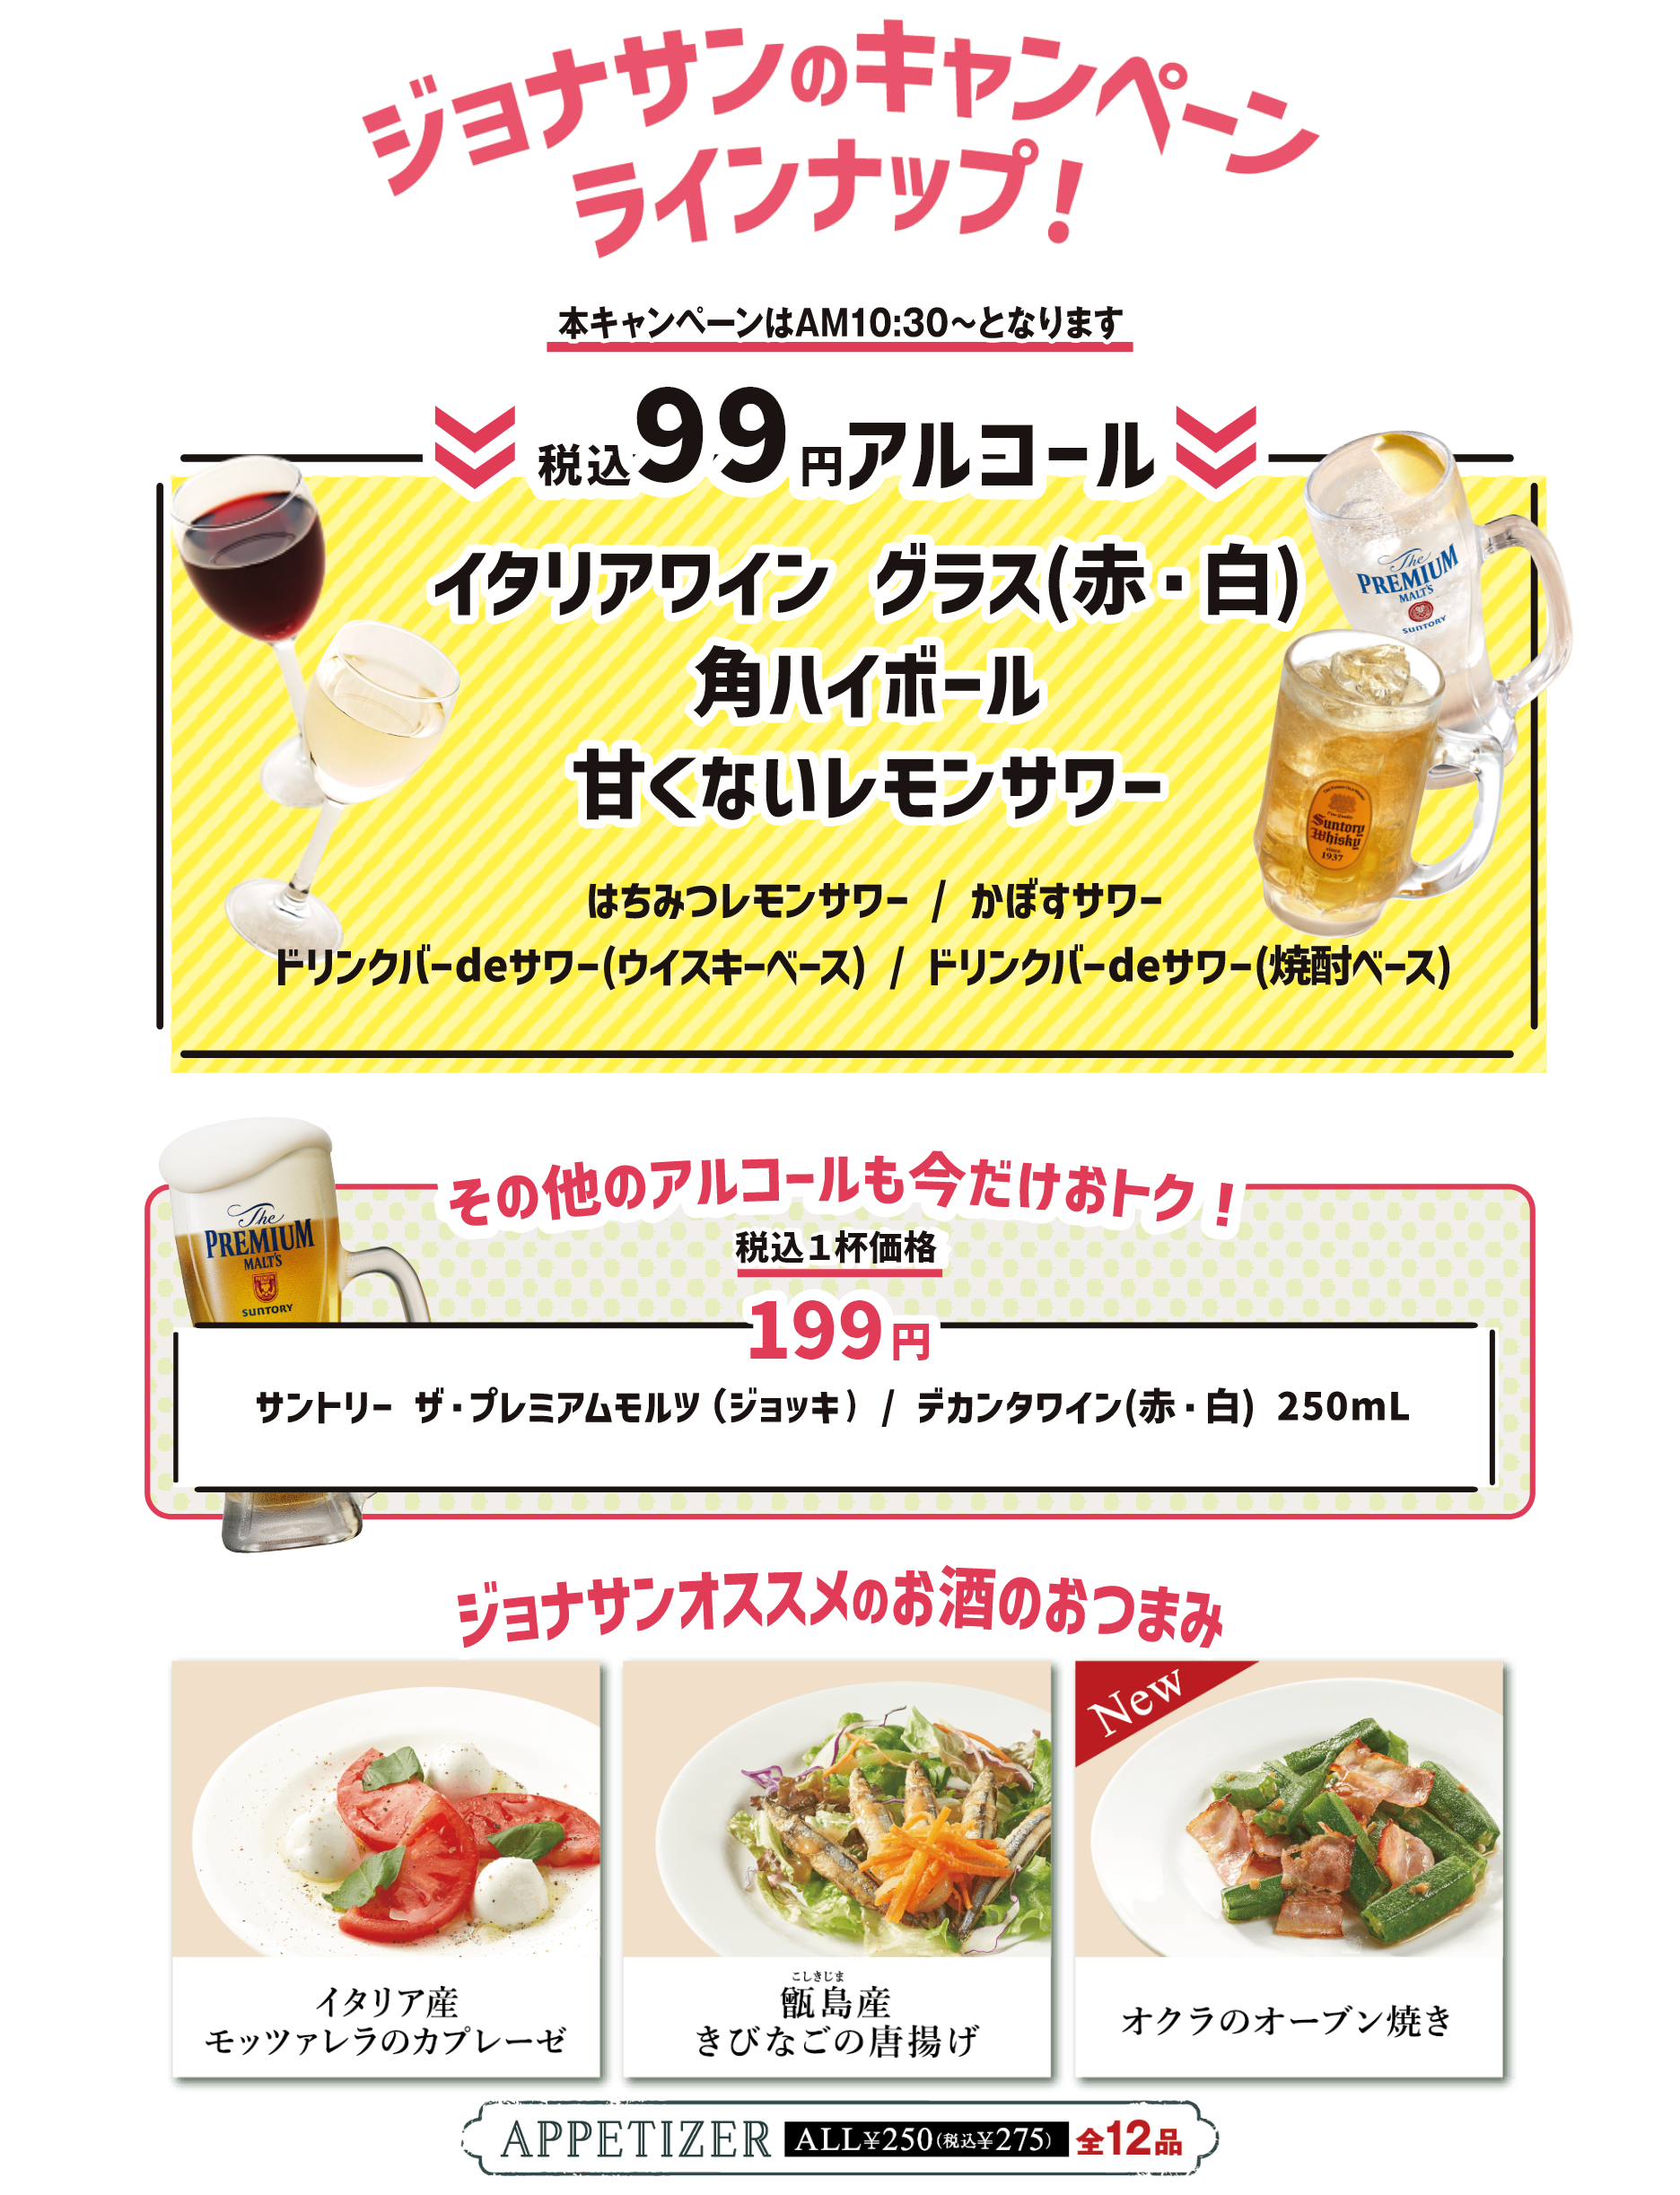 ジョナサンのキャンペーン
ラインナップ!
本キャンペーンはAM10:30~となります
税込99円アルコール
イタリアワイン グラス(赤・白)
角ハイボール
甘くないレモンサワー
はちみつレモンサワー / かぼすサワー
ドリンクバーdeサワー(ウイスキーベース) / ドリンクバーdeサワー(焼酎ベース)
The
PREMIUM
MALT'S
SUNTORY
Suntory
Whisky
since
1937
その他のアルコールも今だけおトク!
税込1杯価格
199円
The
PREMIUM
MALT'S
SUNTORY
サントリー ザ・プレミアムモルツ(ジョッキ) / デカンタワイン(赤・白) 250mL
ジョナサンオススメのお酒のおつまみ
イタリア産
モッツァレラのカプレーゼ
こしきじま
甑島産
きびなごの唐揚げ
New
オクラのオーブン焼き
APPETIZER ALL¥250(税込¥275) 全12品